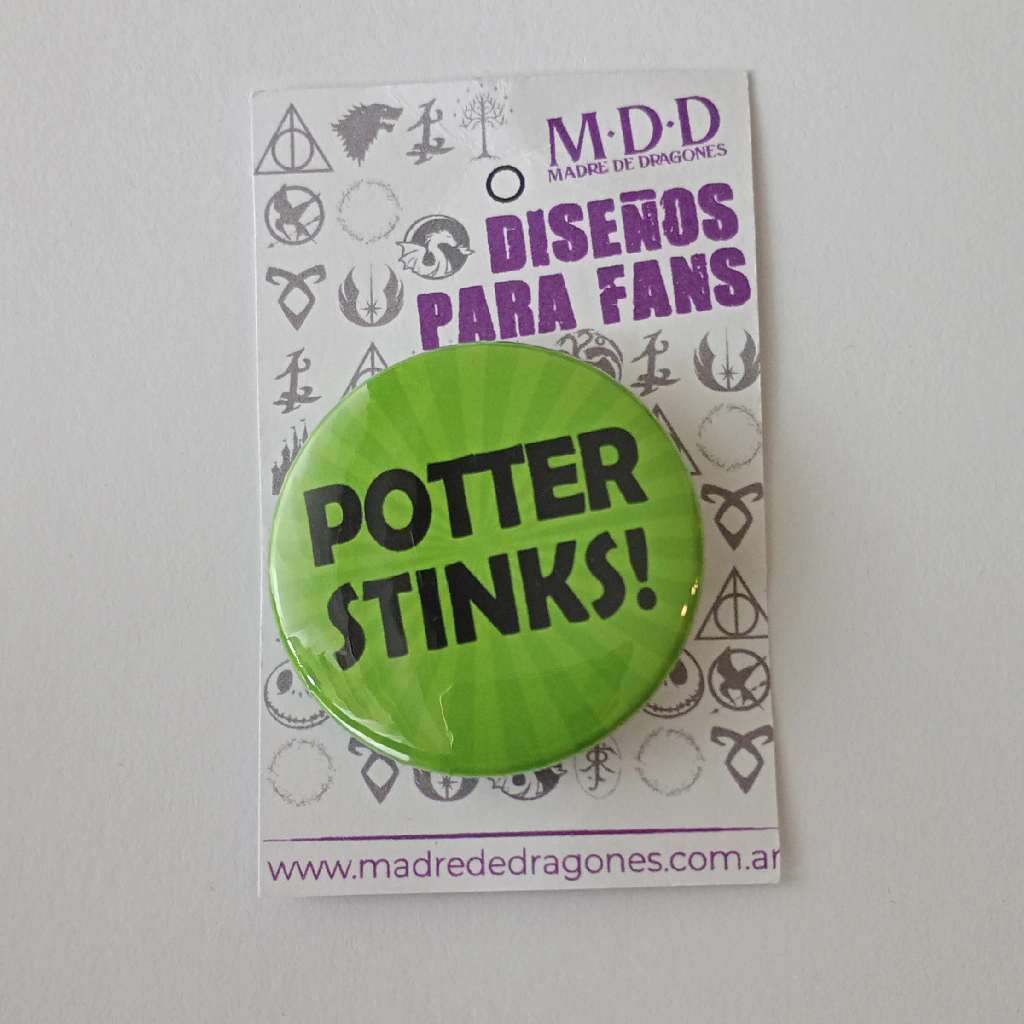 M·D·D
MADRE DE DRAGONES
DISEÑOS
PARA FANS
POTTER
STINKS!
www.madrededragones.com.ar